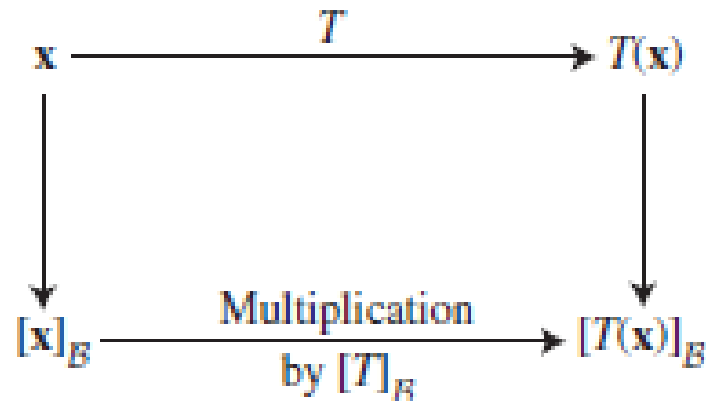 T
x T(x)
Multiplication
[x]_B [T(x)]_B
by [T]_B